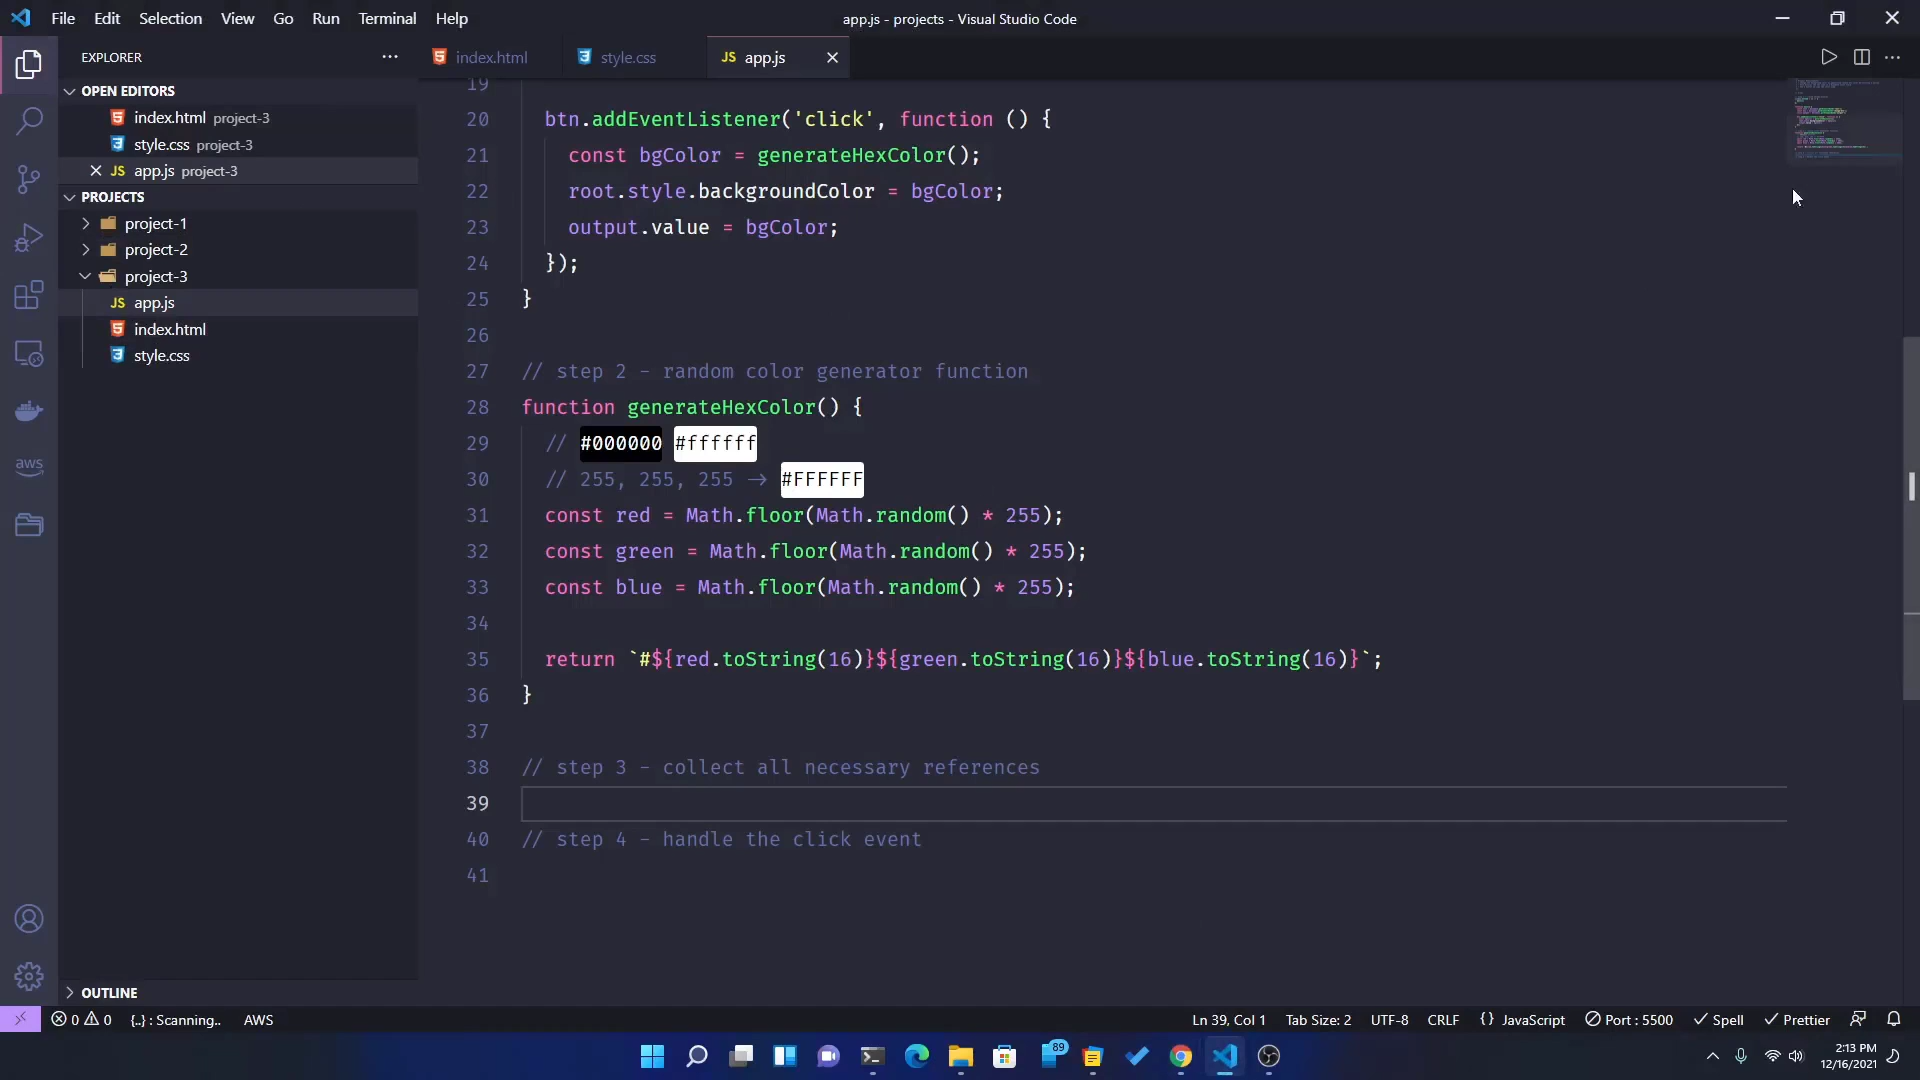 File Edit Selection View Go Run Terminal Help
app.js - projects - Visual Studio Code
EXPLORER
index.html
style.css
JS app.js
OPEN EDITORS
index.html project-3
style.css project-3
JS app.js project-3
PROJECTS
project-1
project-2
project-3
JS app.js
index.html
style.css
OUTLINE
19
20 btn.addEventListener('click', function () {
21 const bgColor = generateHexColor();
22 root.style.backgroundColor = bgColor;
23 output.value = bgColor;
24 });
25 }
26
27 // step 2 - random color generator function
28 function generateHexColor() {
29 // #000000 #ffffff
30 // 255, 255, 255 -> #FFFFFF
31 const red = Math.floor(Math.random() * 255);
32 const green = Math.floor(Math.random() * 255);
33 const blue = Math.floor(Math.random() * 255);
34
35 return `#${red.toString(16)}${green.toString(16)}${blue.toString(16)}`;
36 }
37
38 // step 3 - collect all necessary references
39
40 // step 4 - handle the click event
41
aws
0 0 {..} : Scanning.. AWS
Ln 39, Col 1 Tab Size: 2 UTF-8 CRLF {} JavaScript Port : 5500 Spell Prettier
89
2:13 PM
12/16/2021